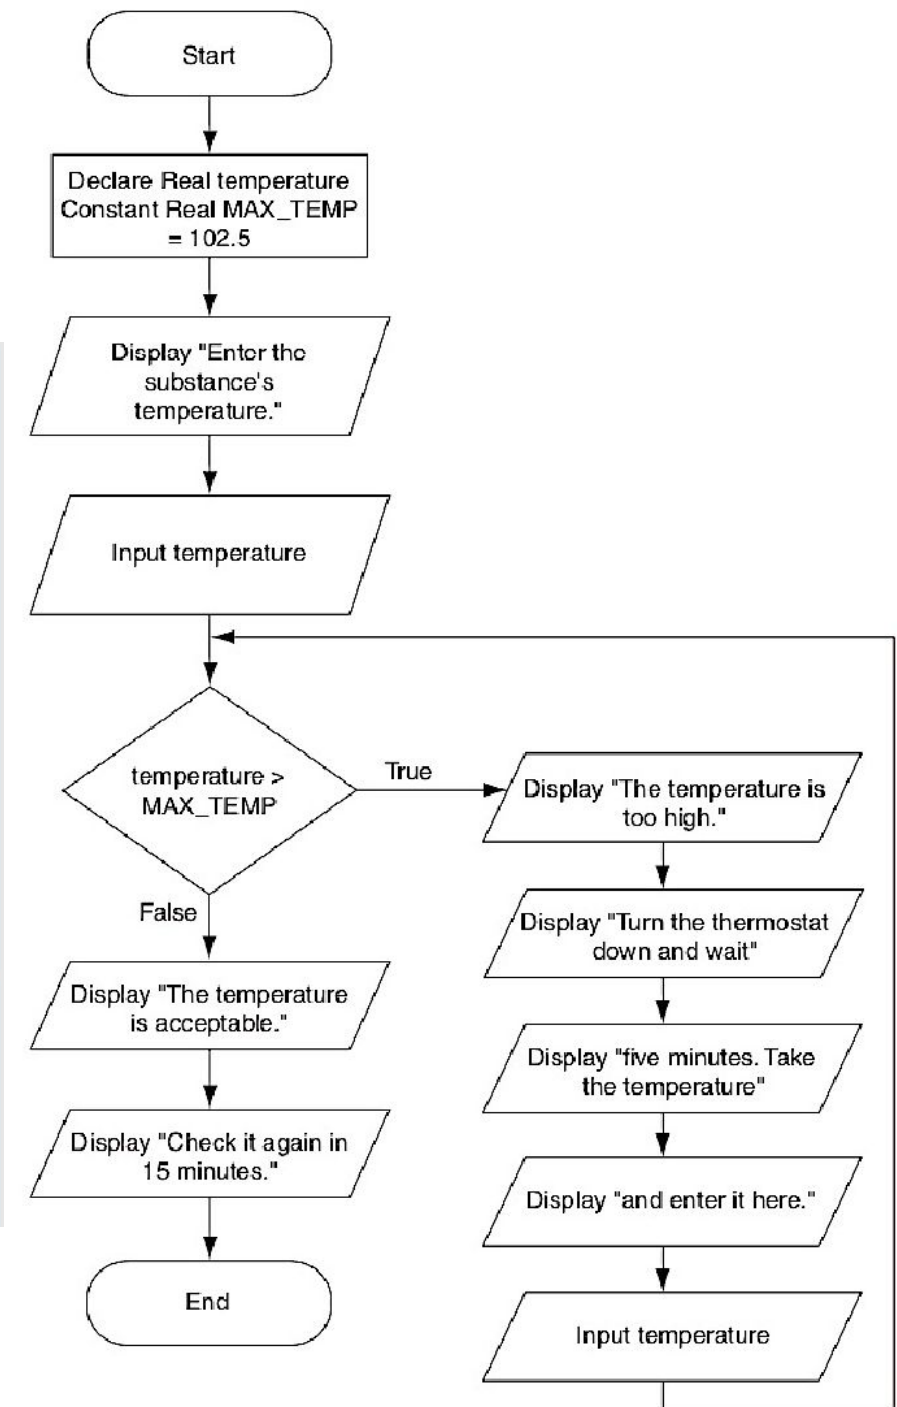 Start
Declare Real temperature
Constant Real MAX_TEMP
= 102.5
Display "Enter the
substance's
temperature."
Input temperature
temperature >
MAX_TEMP
True
Display "The temperature is
too high."
Display "Turn the thermostat
down and wait"
Display "five minutes. Take
the temperature"
Display "and enter it here."
Input temperature
False
Display "The temperature
is acceptable."
Display "Check it again in
15 minutes."
End